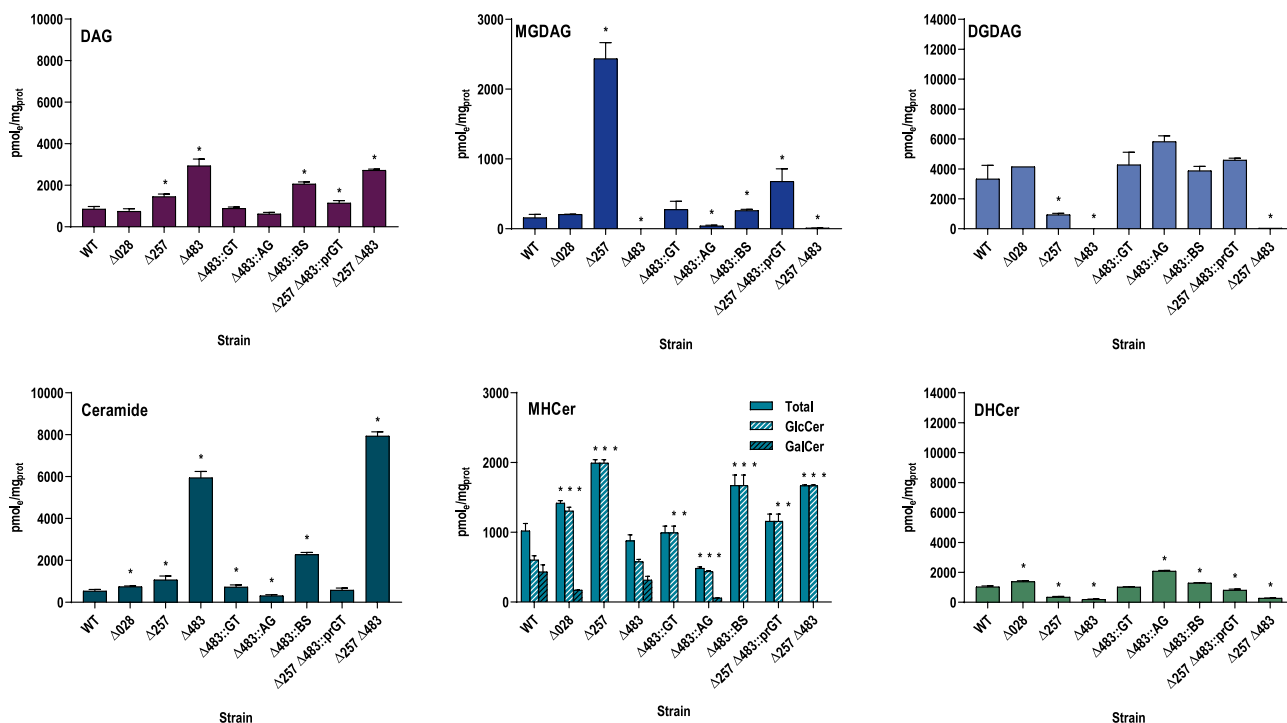 DAG
pmole/mgprot
10000
8000
6000
4000
2000
0
*
*
*
*
*
WT
Δ028
Δ257
Δ483
Δ483::GT
Δ483::AG
Δ483::BS
Δ257 Δ483::prGT
Δ257 Δ483
Strain
MGDAG
3000
2000
1000
0
*
*
*
*
*
*
WT
Δ028
Δ257
Δ483
Δ483::GT
Δ483::AG
Δ483::BS
Δ257 Δ483::prGT
Δ257 Δ483
Strain
DGDAG
pmole/mgprot
14000
12000
10000
8000
6000
4000
2000
0
*
*
*
WT
Δ028
Δ257
Δ483
Δ483::GT
Δ483::AG
Δ483::BS
Δ257 Δ483::prGT
Δ257 Δ483
Strain
Ceramide
pmole/mgprot
10000
8000
6000
4000
2000
0
*
*
*
*
*
*
*
WT
Δ028
Δ257
Δ483
Δ483::GT
Δ483::AG
Δ483::BS
Δ257 Δ483::prGT
Δ257 Δ483
Strain
MHCer
Total
GlcCer
GalCer
3000
2000
1000
0
* * *
* * *
* *
* * *
* * *
* *
* * *
WT
Δ028
Δ257
Δ483
Δ483::GT
Δ483::AG
Δ483::BS
Δ257 Δ483::prGT
Δ257 Δ483
Strain
DHCer
pmole/mgprot
14000
12000
10000
8000
6000
4000
2000
0
*
*
*
*
*
*
*
WT
Δ028
Δ257
Δ483
Δ483::GT
Δ483::AG
Δ483::BS
Δ257 Δ483::prGT
Δ257 Δ483
Strain